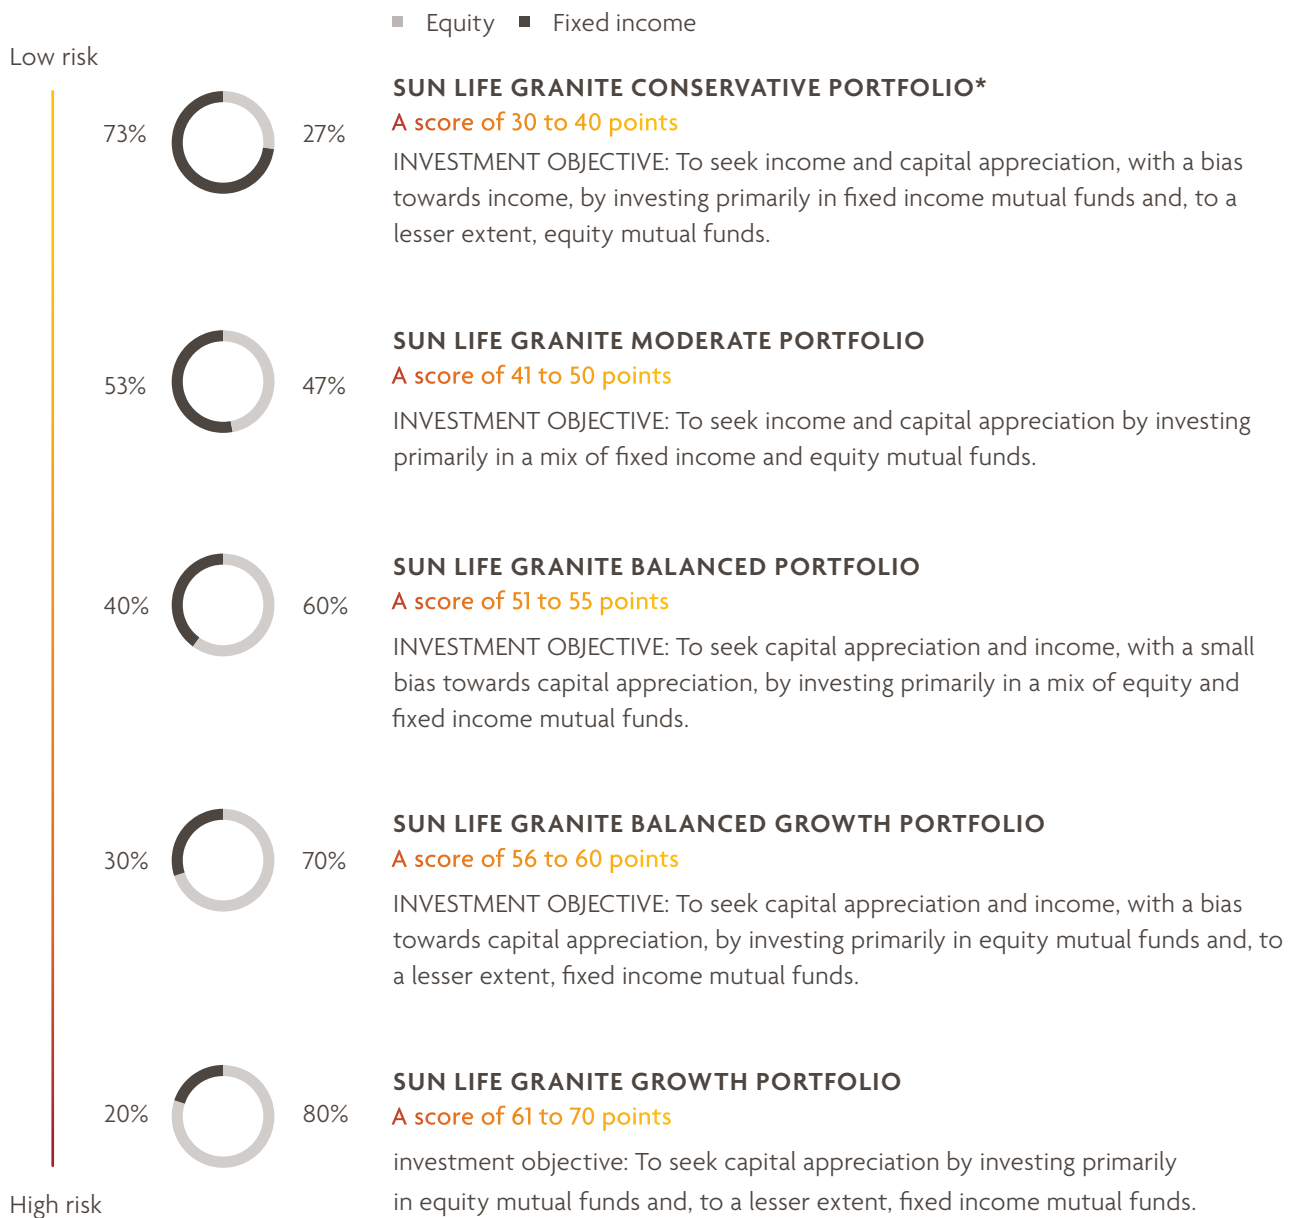 Equity Fixed income
Low risk
SUN LIFE GRANITE CONSERVATIVE PORTFOLIO*
A score of 30 to 40 points
73% 27%
INVESTMENT OBJECTIVE: To seek income and capital appreciation, with a bias
towards income, by investing primarily in fixed income mutual funds and, to a
lesser extent, equity mutual funds.
SUN LIFE GRANITE MODERATE PORTFOLIO
A score of 41 to 50 points
53% 47%
INVESTMENT OBJECTIVE: To seek income and capital appreciation by investing
primarily in a mix of fixed income and equity mutual funds.
SUN LIFE GRANITE BALANCED PORTFOLIO
A score of 51 to 55 points
40% 60%
INVESTMENT OBJECTIVE: To seek capital appreciation and income, with a small
bias towards capital appreciation, by investing primarily in a mix of equity and
fixed income mutual funds.
SUN LIFE GRANITE BALANCED GROWTH PORTFOLIO
A score of 56 to 60 points
30% 70%
INVESTMENT OBJECTIVE: To seek capital appreciation and income, with a bias
towards capital appreciation, by investing primarily in equity mutual funds and, to
a lesser extent, fixed income mutual funds.
SUN LIFE GRANITE GROWTH PORTFOLIO
A score of 61 to 70 points
20% 80%
investment objective: To seek capital appreciation by investing primarily
in equity mutual funds and, to a lesser extent, fixed income mutual funds.
High risk